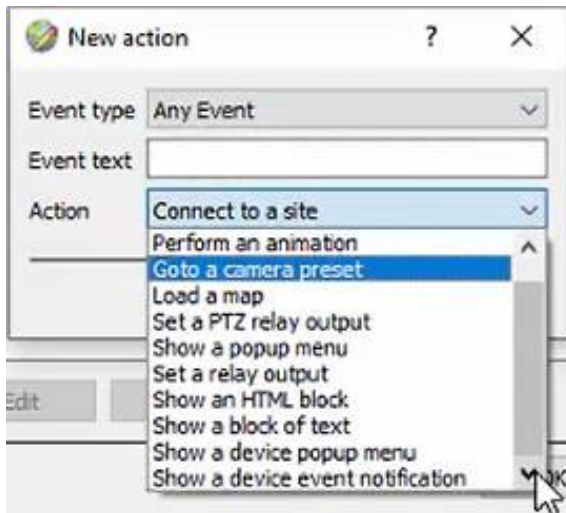 New action ?
Event type Any Event
Event text
Action Connect to a site
Perform an animation
Goto a camera preset
Load a map
Set a PTZ relay output
Show a popup menu
Set a relay output
Show an HTML block
Show a block of text
Show a device popup menu
Show a device event notification
Edit